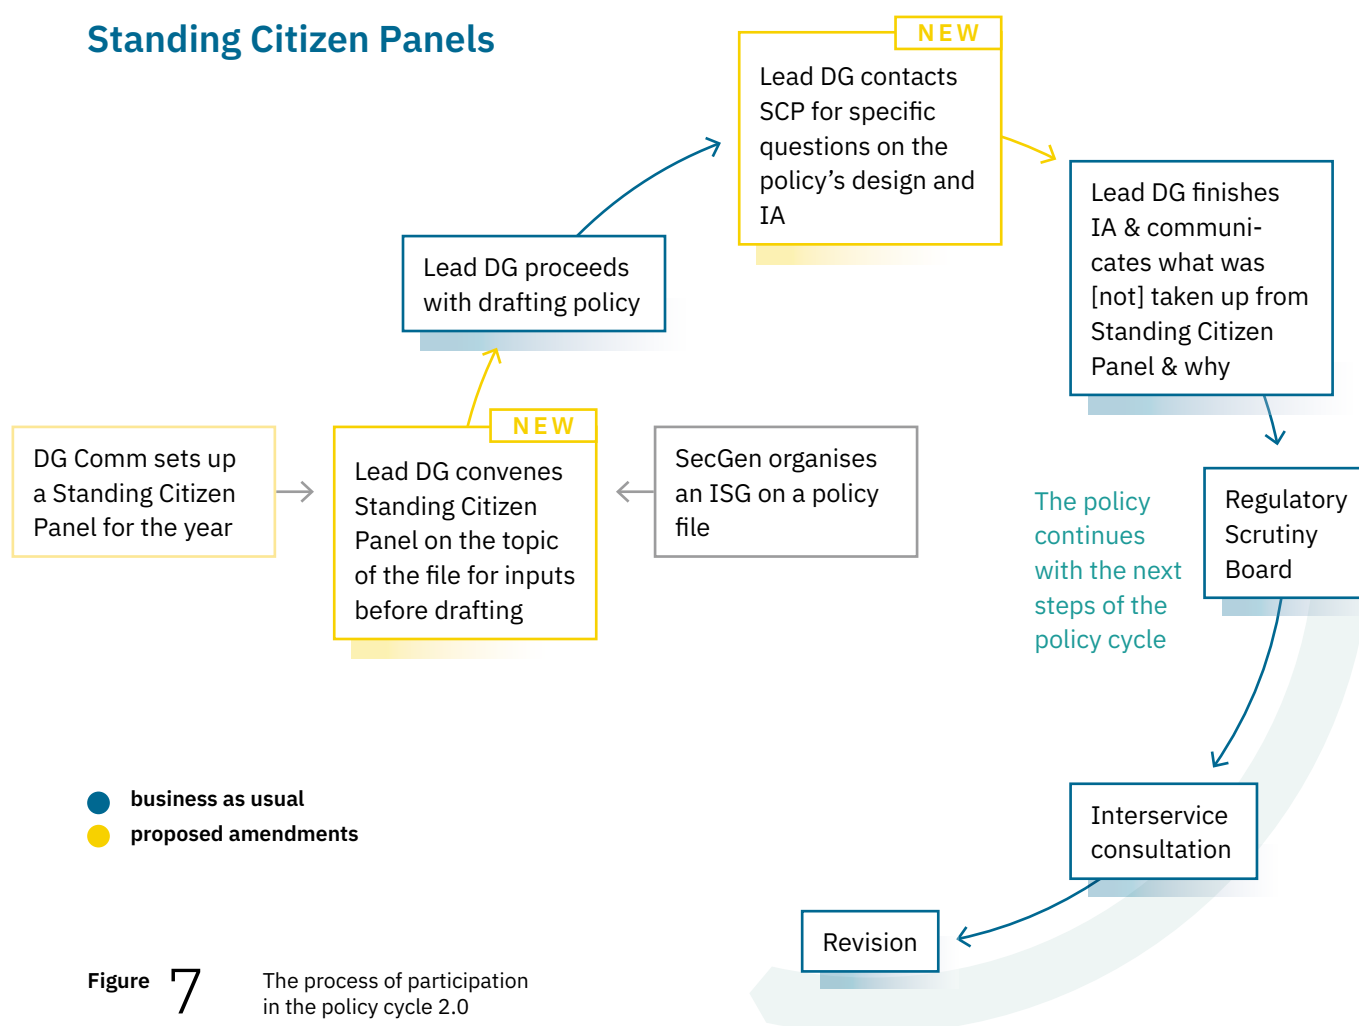 Standing Citizen Panels
NEW
Lead DG contacts
SCP for specific
questions on the
policy’s design and
IA
Lead DG finishes
IA & communi-
cates what was
[not] taken up from
Standing Citizen
Panel & why
Lead DG proceeds
with drafting policy
DG Comm sets up
a Standing Citizen
Panel for the year
NEW
Lead DG convenes
Standing Citizen
Panel on the topic
of the file for inputs
before drafting
SecGen organises
an ISG on a policy
file
The policy
continues
with the next
steps of the
policy cycle
Regulatory
Scrutiny
Board
business as usual
proposed amendments
Interservice
consultation
Revision
Figure 7
The process of participation
in the policy cycle 2.0